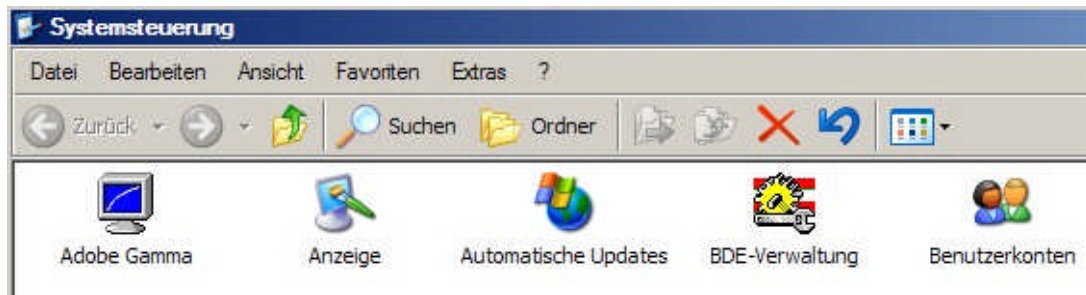 Systemsteuerung
Datei Bearbeiten Ansicht Favoriten Extras ?
Zurück Suchen Ordner
Adobe Gamma Anzeige Automatische Updates BDE-Verwaltung Benutzerkonten